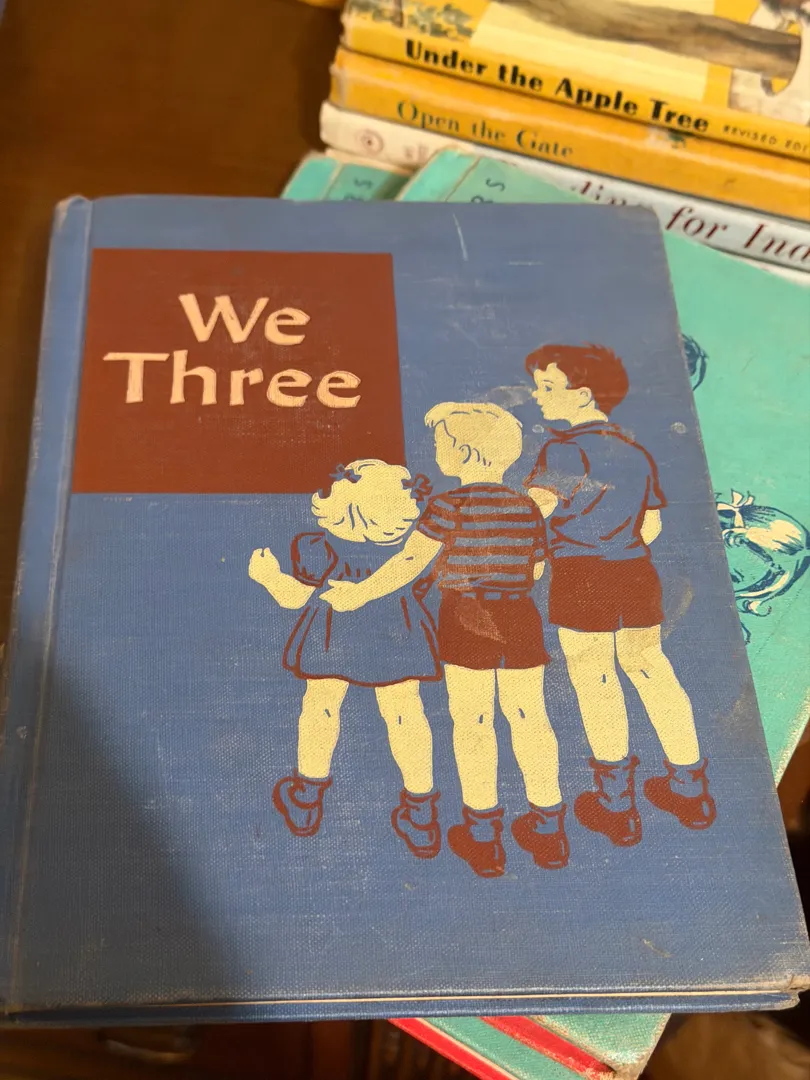 Under the Apple Tree REVISED
Open the Gate
for
We
Three